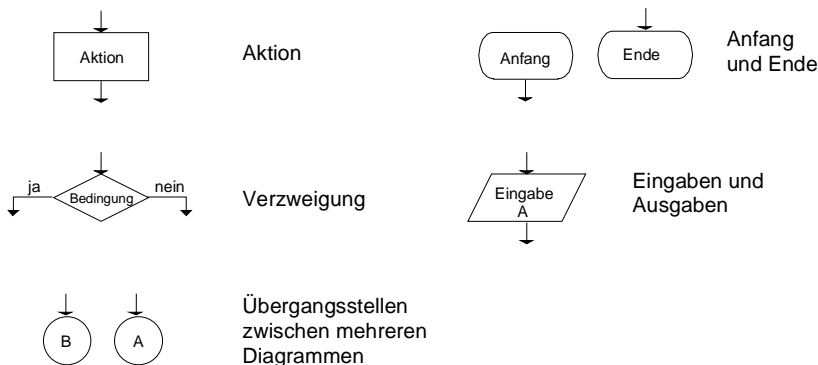 Aktion
Aktion
Anfang
Ende
Anfang
und Ende
ja
Bedingung
nein
Verzweigung
Eingabe
A
Eingaben und
Ausgaben
B
A
Übergangsstellen
zwischen mehreren
Diagrammen